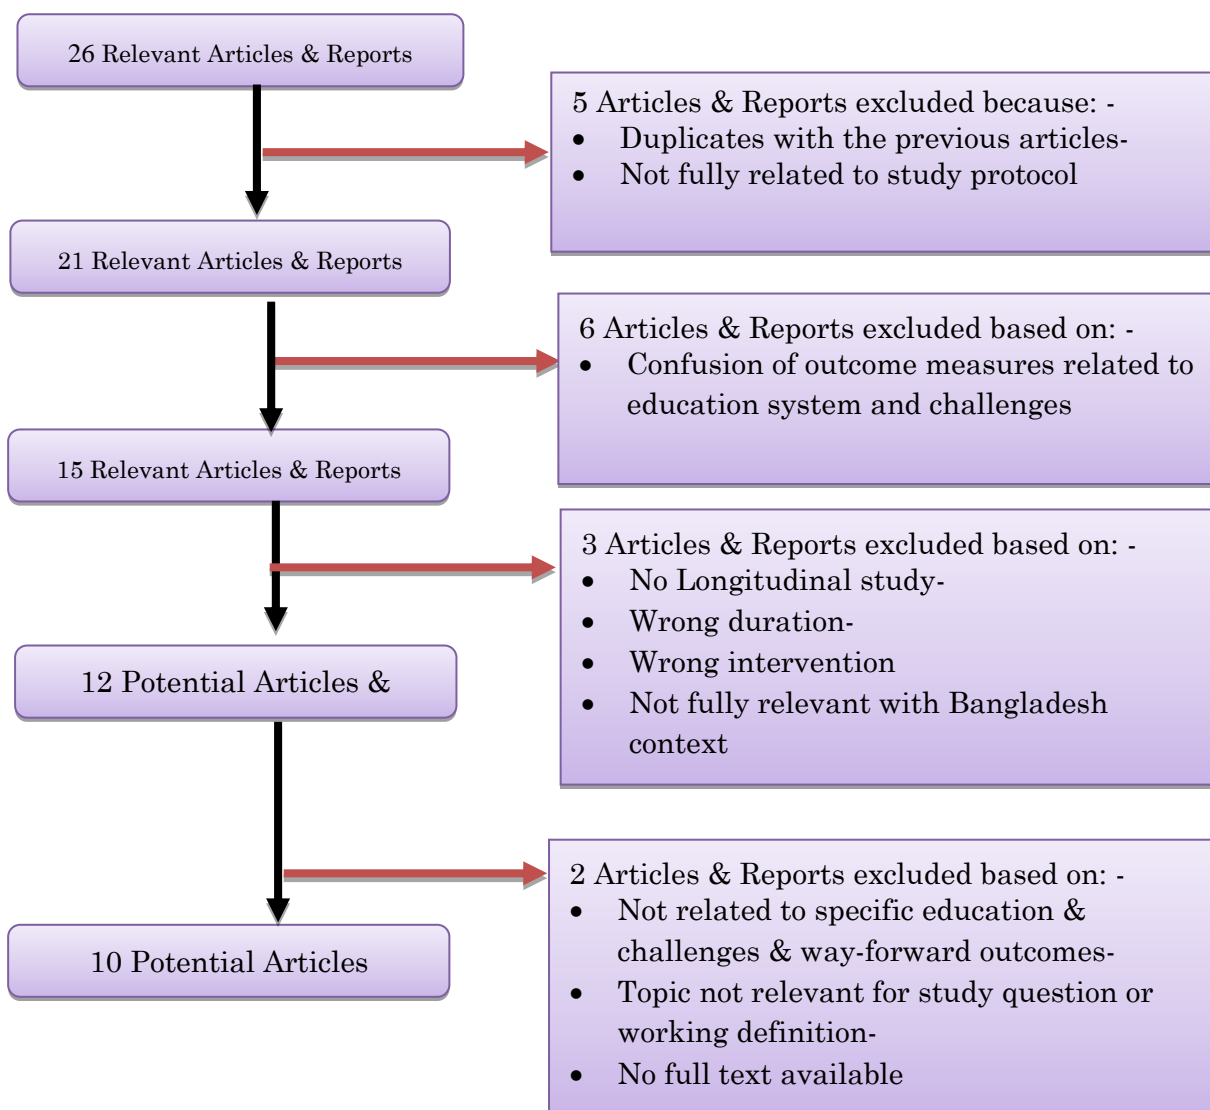 26 Relevant Articles & Reports
5 Articles & Reports excluded because: -
• Duplicates with the previous articles-
• Not fully related to study protocol
21 Relevant Articles & Reports
6 Articles & Reports excluded based on: -
• Confusion of outcome measures related to
education system and challenges
15 Relevant Articles & Reports
3 Articles & Reports excluded based on: -
• No Longitudinal study-
• Wrong duration-
• Wrong intervention
• Not fully relevant with Bangladesh
context
12 Potential Articles &
2 Articles & Reports excluded based on: -
• Not related to specific education &
challenges & way-forward outcomes-
• Topic not relevant for study question or
working definition-
• No full text available
10 Potential Articles